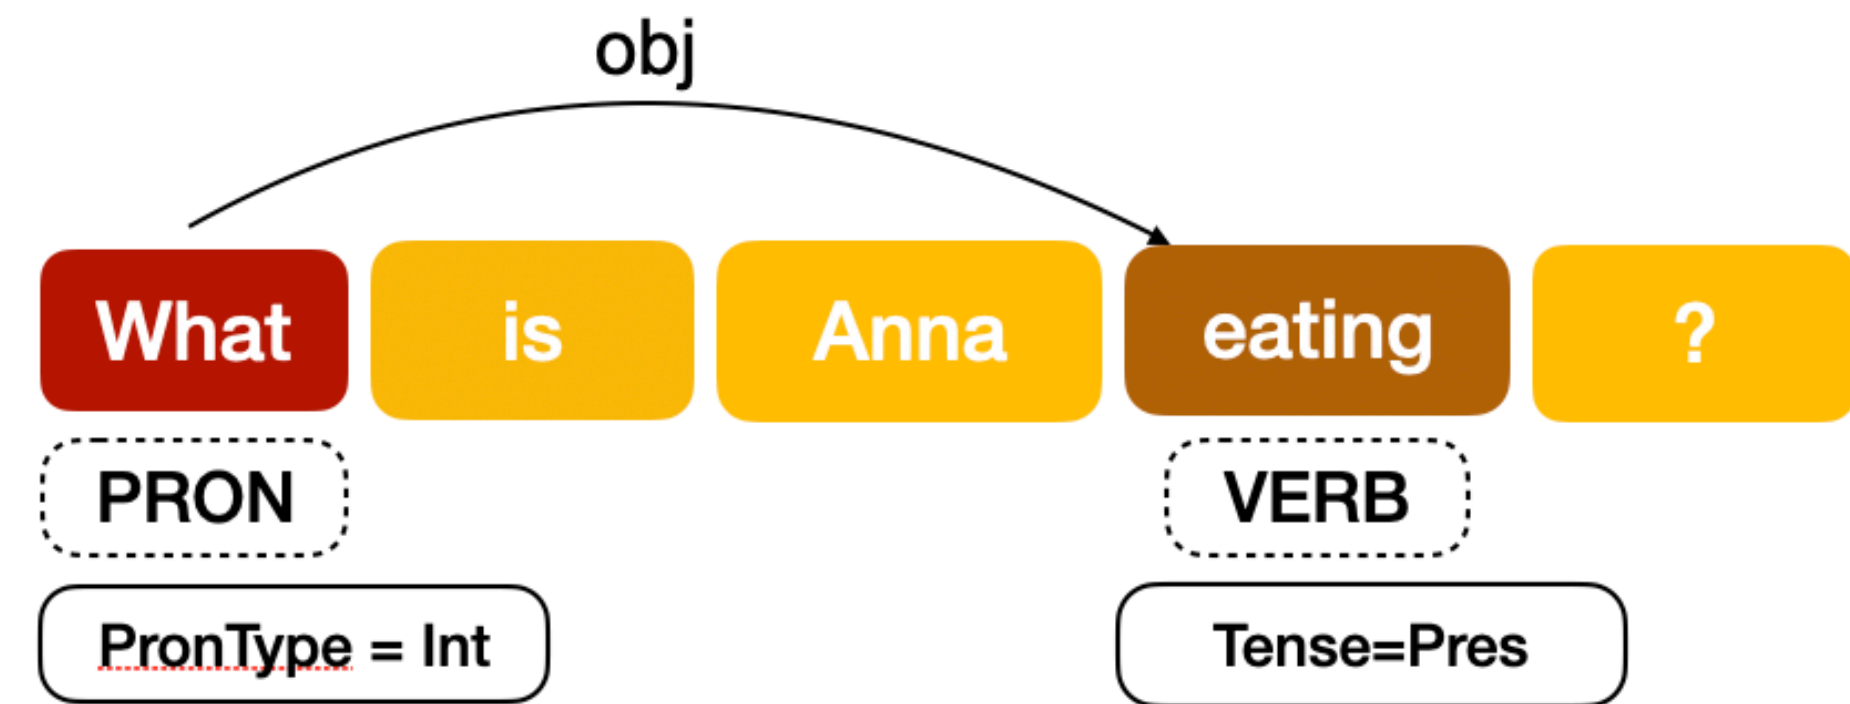 obj
What is Anna eating ?
PRON VERB
PronType = Int Tense=Pres